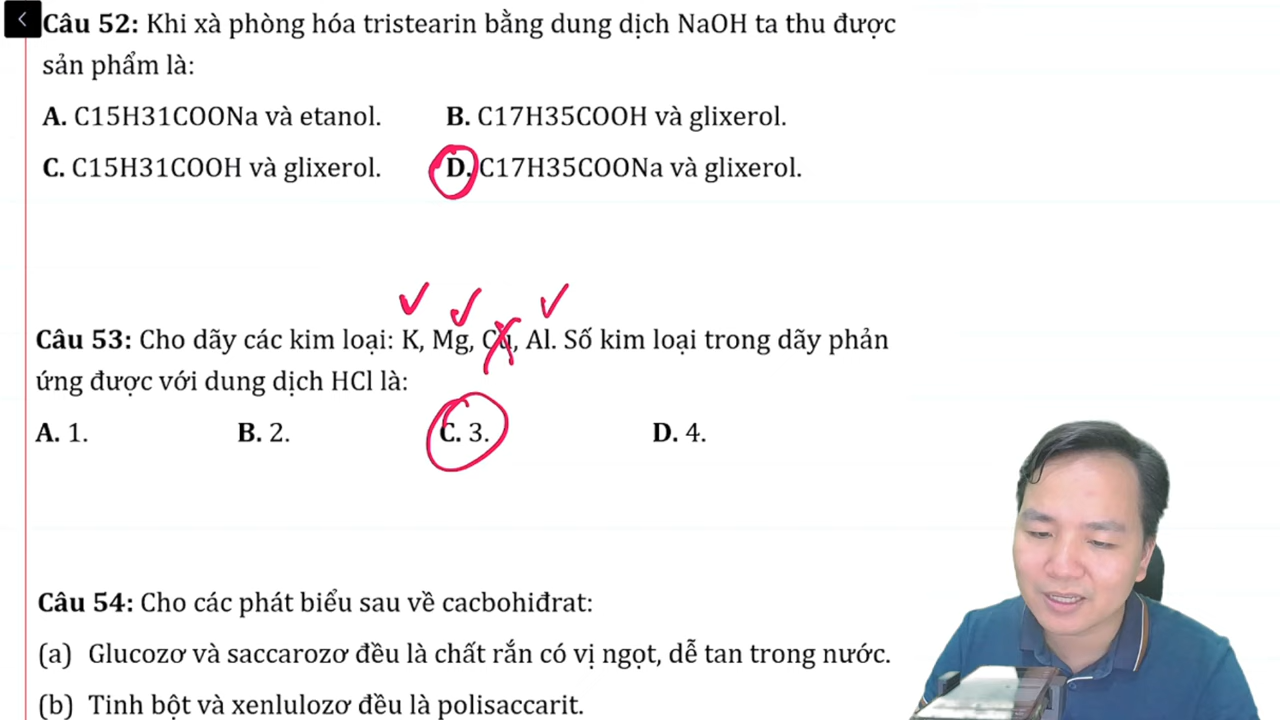 Câu 52: Khi xà phòng hóa tristearin bằng dung dịch NaOH ta thu được
sản phẩm là:
A. C15H31COONa và etanol. B. C17H35COOH và glixerol.
C. C15H31COOH và glixerol. D. C17H35COONa và glixerol.
Câu 53: Cho dãy các kim loại: K, Mg, Cu, Al. Số kim loại trong dãy phản
ứng được với dung dịch HCl là:
A. 1. B. 2. C. 3. D. 4.
Câu 54: Cho các phát biểu sau về cacbohiđrat:
(a) Glucozơ và saccarozơ đều là chất rắn có vị ngọt, dễ tan trong nước.
(b) Tinh bột và xenlulozơ đều là polisaccarit.